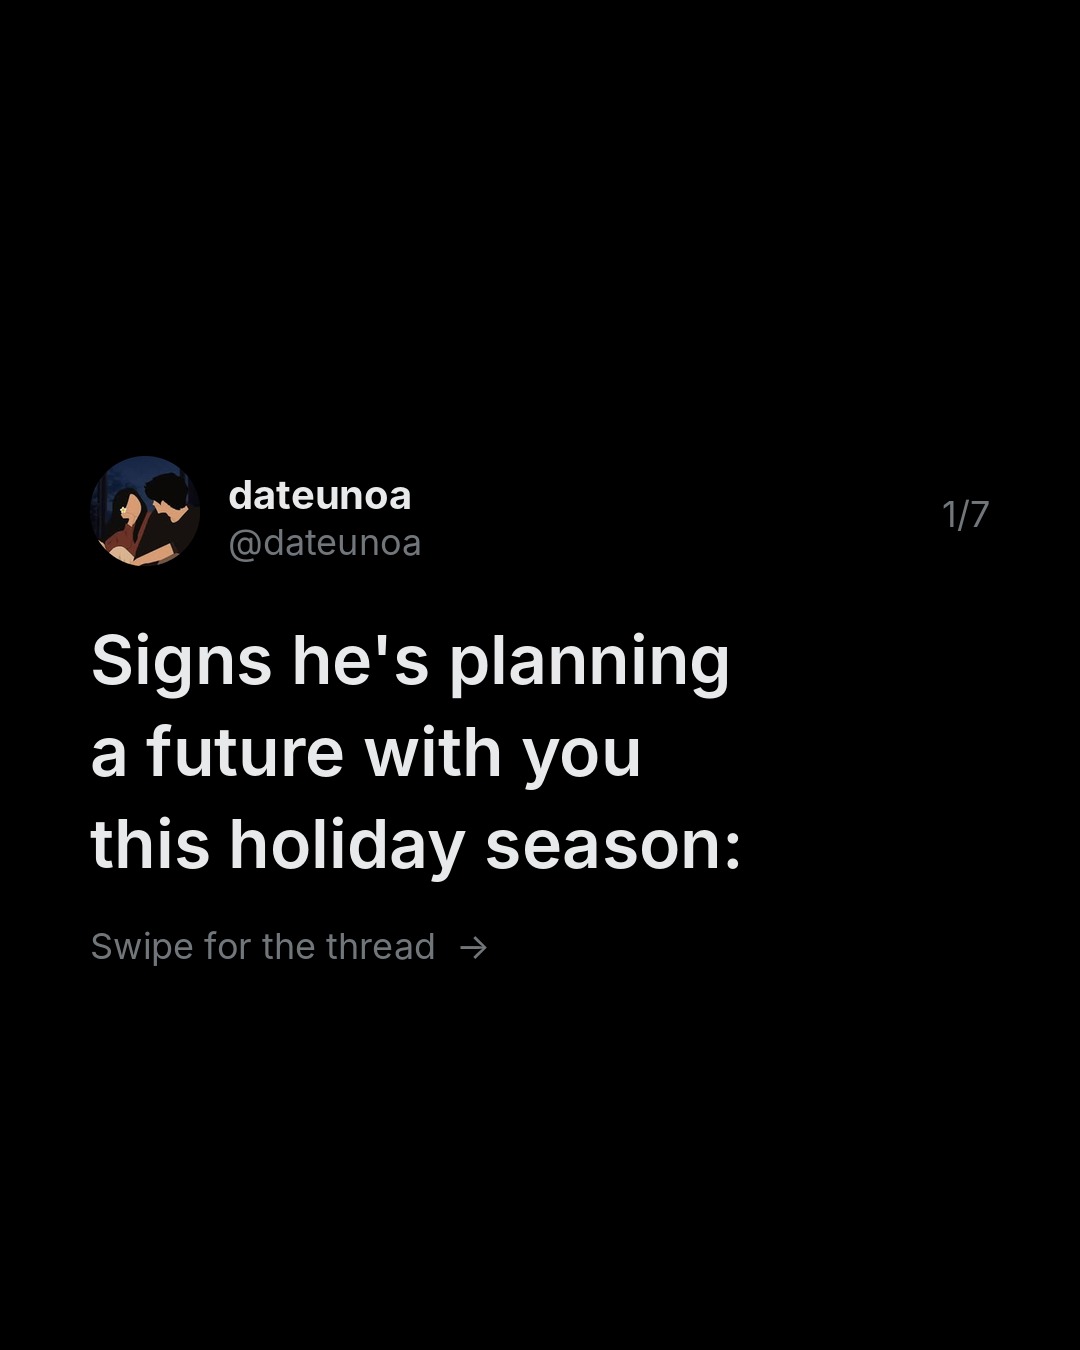 dateunoa
@dateunoa
1/7
Signs he's planning
a future with you
this holiday season:
Swipe for the thread →